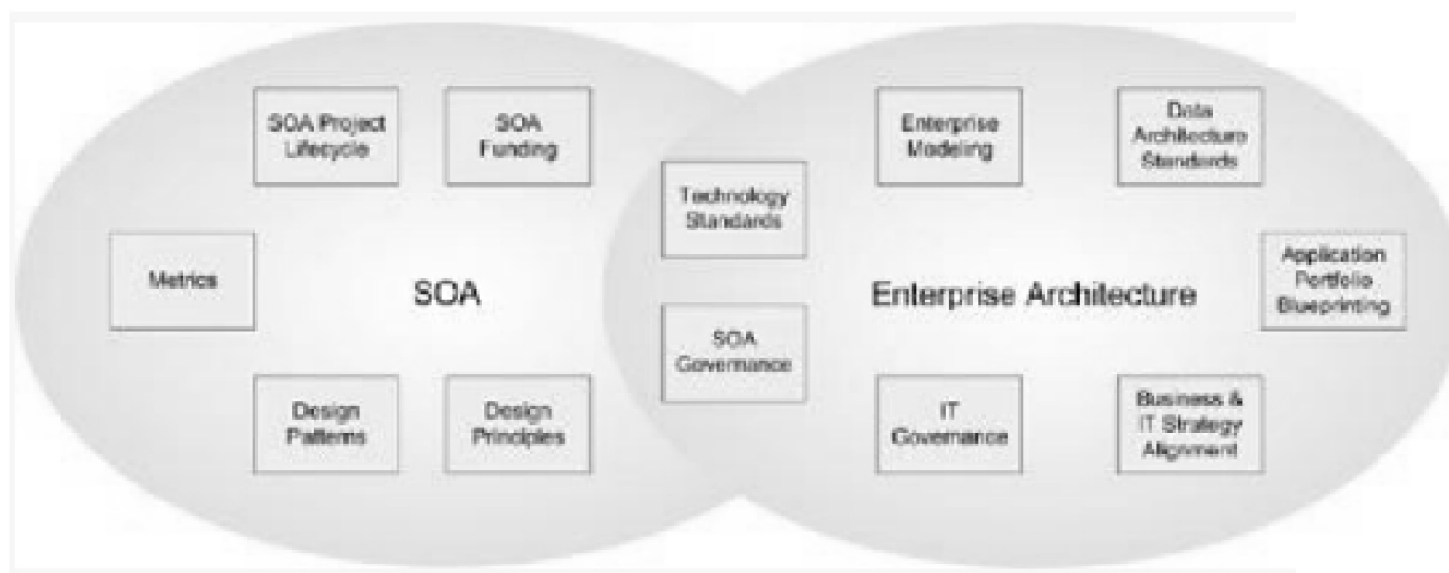 SOA Project
Lifecycle
SOA
Funding
Enterprise
Modeling
Data
Architecture
Standards
Technology
Standards
Metrics
SOA
Enterprise Architecture
Application
Portfolio
Blueprinting
SOA
Governance
Design
Patterns
Design
Principles
IT
Governance
Business &
IT Strategy
Alignment